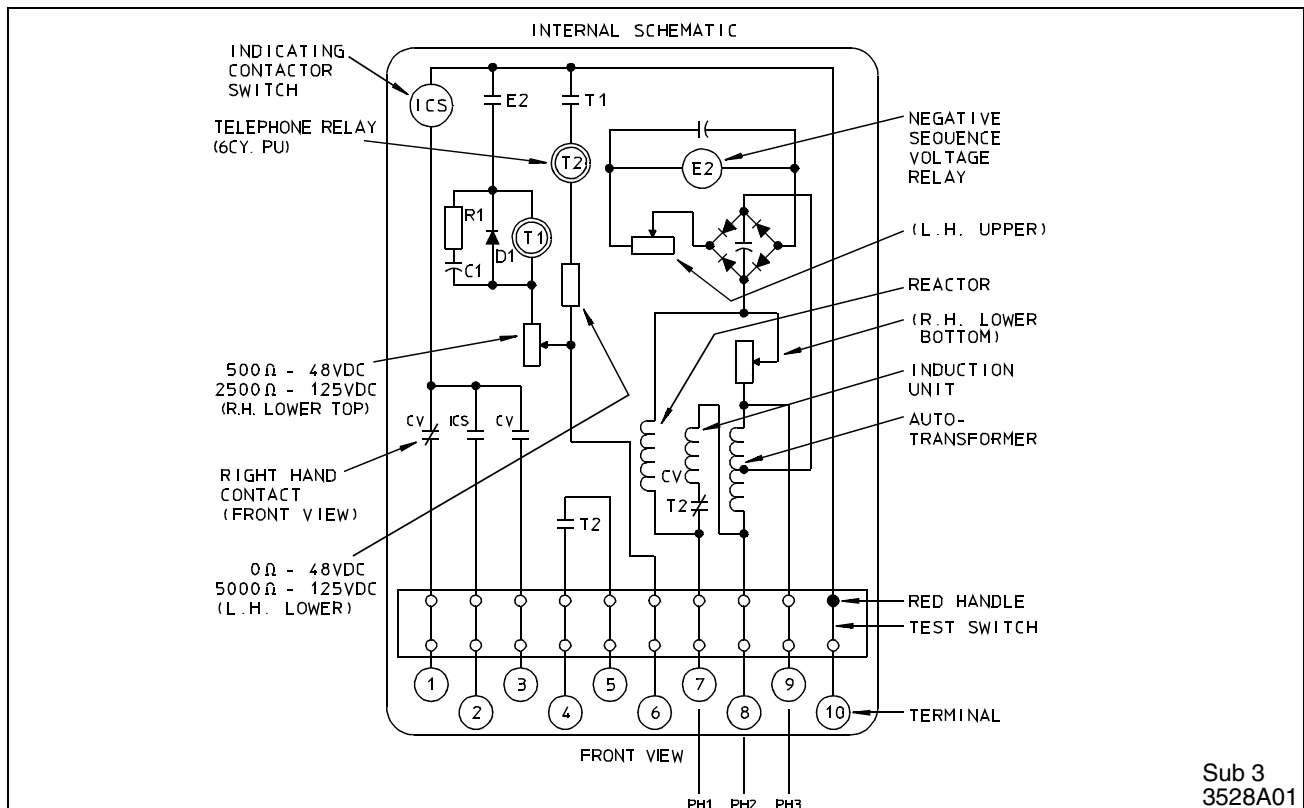 INTERNAL SCHEMATIC
INDICATING
CONTACTOR
SWITCH
ICS
E2
T1
TELEPHONE RELAY
(6CY. PU)
T2
E2
NEGATIVE
SEQUENCE
VOLTAGE
RELAY
R1
D1
T1
C1
(L.H. UPPER)
REACTOR
(R.H. LOWER
BOTTOM)
INDUCTION
UNIT
AUTO-
TRANSFORMER
500Ω - 48VDC
2500Ω - 125VDC
(R.H. LOWER TOP)
CV
ICS
CV
CV
T2
RIGHT HAND
CONTACT
(FRONT VIEW)
T2
0Ω - 48VDC
5000Ω - 125VDC
(L.H. LOWER)
RED HANDLE
TEST SWITCH
1
2
3
4
5
6
7
8
9
10
TERMINAL
FRONT VIEW
PH1 PH2 PH3
Sub 3
3528A01